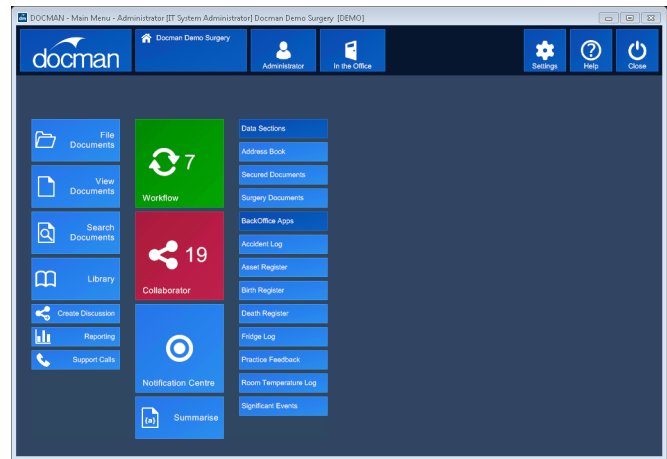 DOCMAN - Main Menu - Administrator [IT System Administrator] Docman Demo Surgery [DEMO]
docman
Docman Demo Surgery
Administrator
In the Office
Settings
Help
Close
File
Documents
View
Documents
Search
Documents
Library
Create Discussion
Reporting
Support Calls
7
Workflow
19
Collaborator
Notification Centre
{a}
Summarise
Data Sections
Address Book
Secured Documents
Surgery Documents
BackOffice Apps
Accident Log
Asset Register
Birth Register
Death Register
Fridge Log
Practice Feedback
Room Temperature Log
Significant Events